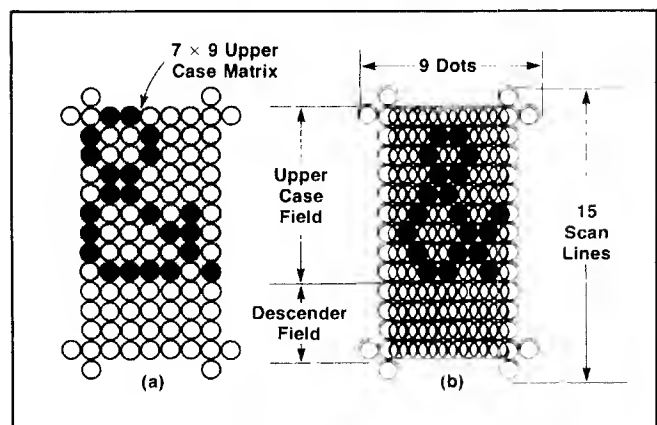 7 × 9 Upper
Case Matrix
9 Dots
Upper
Case
Field
15
Scan
Lines
Descender
Field
(a)
(b)